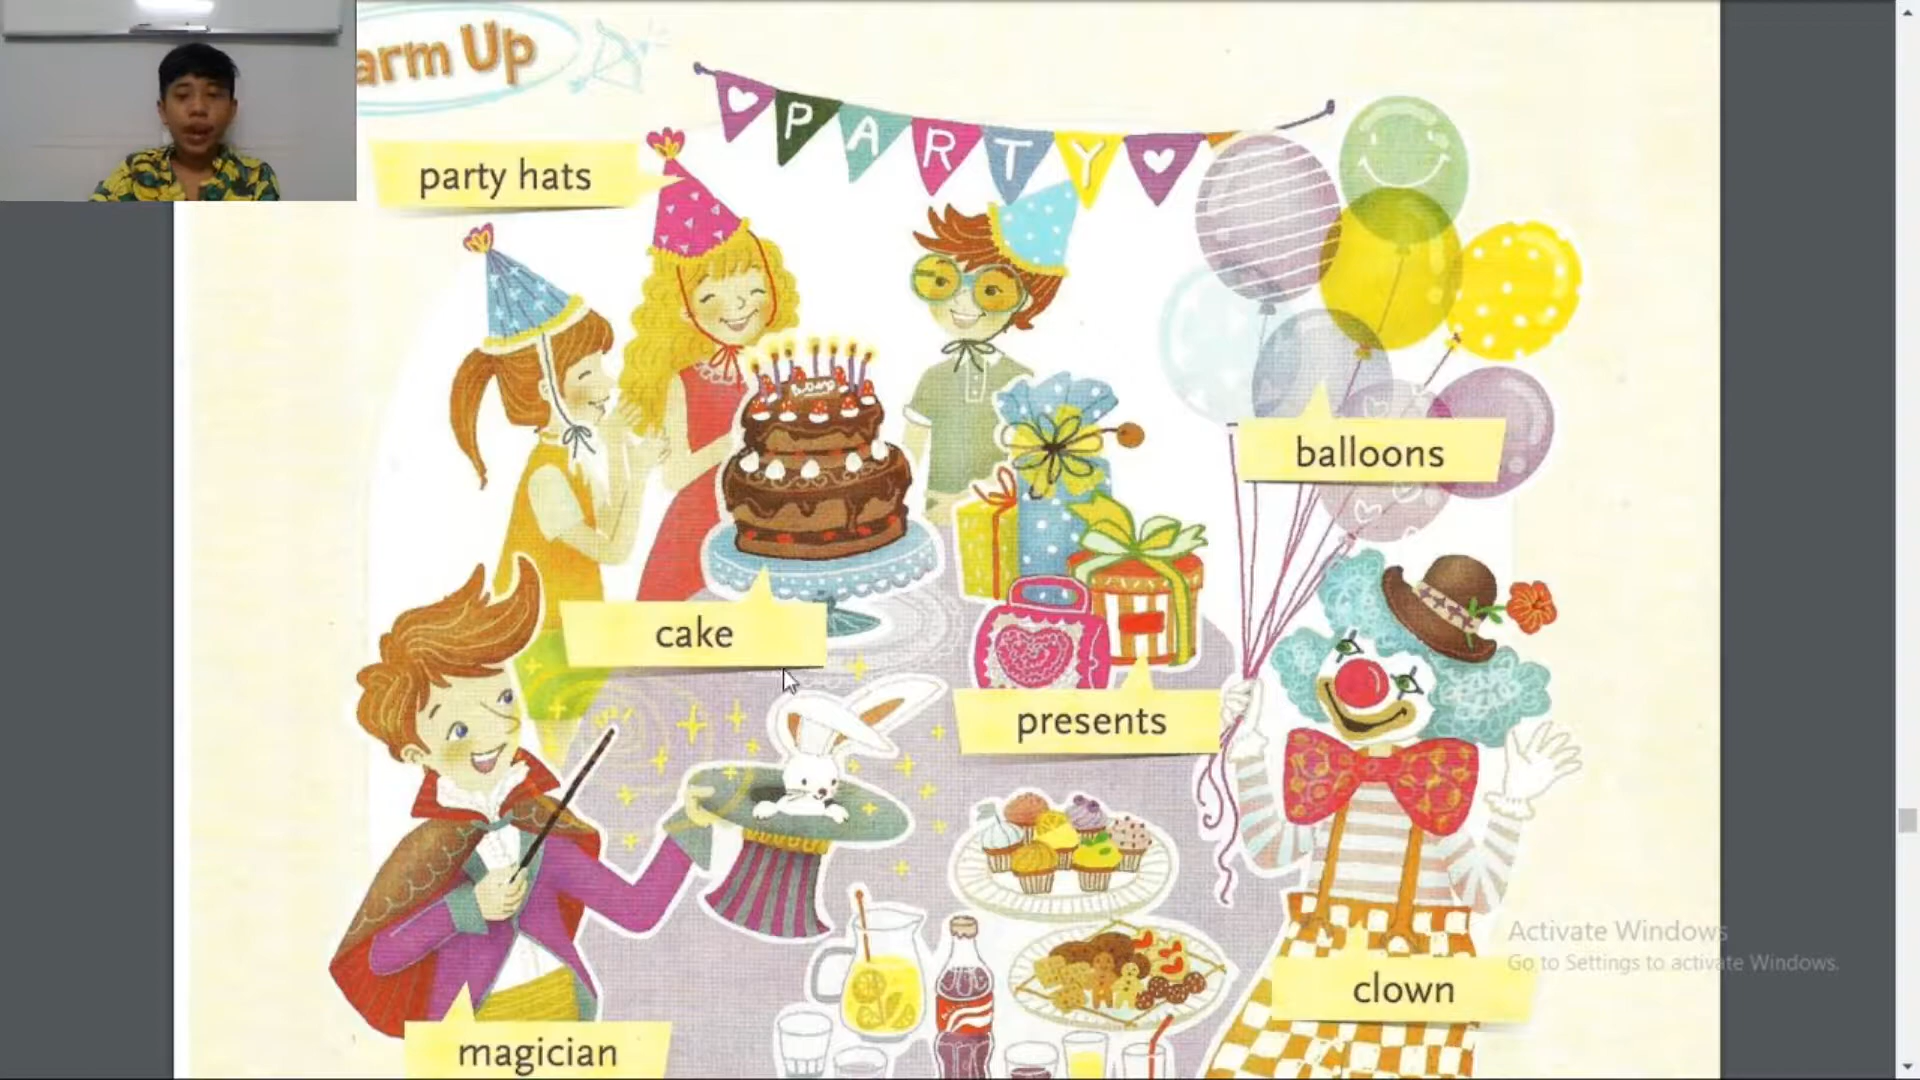 arm Up
PARTY
party hats
balloons
cake
presents
Activate Windows
Go to Settings to activate Windows.
clown
magician